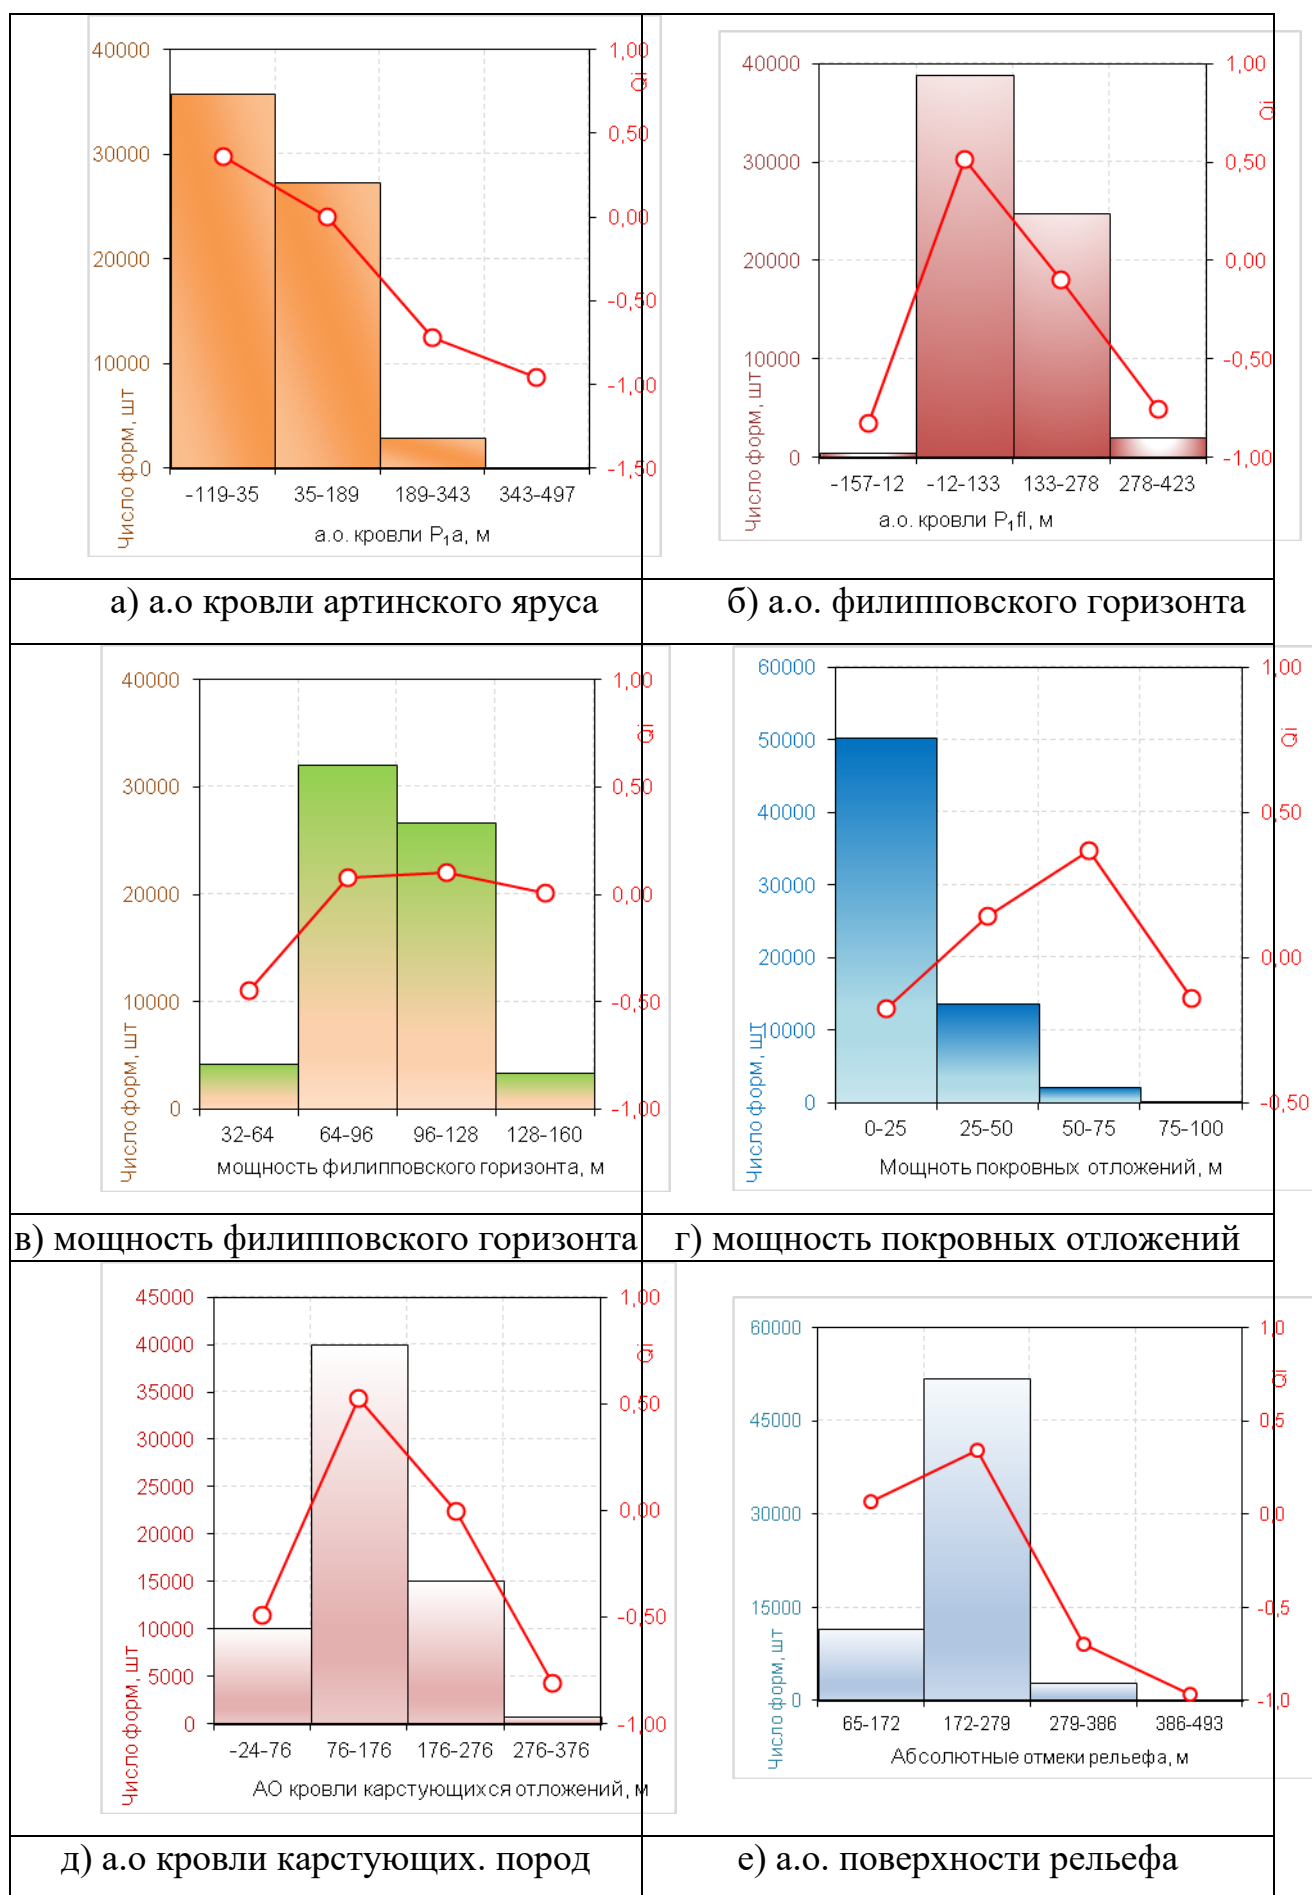 40000
30000
20000
10000
0
Число форм, шт
1,00
0,50
0,00
-0,50
-1,00
-1,50
Qi
-119-35 35-189 189-343 343-497
а.о. кровли P₁a, м
40000
30000
20000
10000
0
Число форм, шт
1,00
0,50
0,00
-0,50
-1,00
Qi
-157-12 -12-133 133-278 278-423
а.о. кровли P₁fl, м
а) а.о кровли артинского яруса
б) а.о. филипповского горизонта
40000
30000
20000
10000
0
Число форм, шт
1,00
0,50
0,00
-0,50
-1,00
Qi
32-64 64-96 96-128 128-160
мощность филипповского горизонта, м
60000
50000
40000
30000
20000
10000
0
Число форм, шт
1,00
0,50
0,00
-0,50
Qi
0-25 25-50 50-75 75-100
Мощноть покровных отложений, м
в) мощность филипповского горизонта
г) мощность покровных отложений
45000
40000
35000
30000
25000
20000
15000
10000
5000
0
Число форм, шт
1,00
0,50
0,00
-0,50
-1,00
Qi
-24-76 76-176 176-276 276-376
АО кровли карстующихся отложений, м
60000
45000
30000
15000
0
Число форм, шт
1,0
0,5
0,0
-0,5
-1,0
Qi
65-172 172-279 279-386 386-493
Абсолютные отмеки рельефа, м
д) а.о кровли карстующих. пород
е) а.о. поверхности рельефа